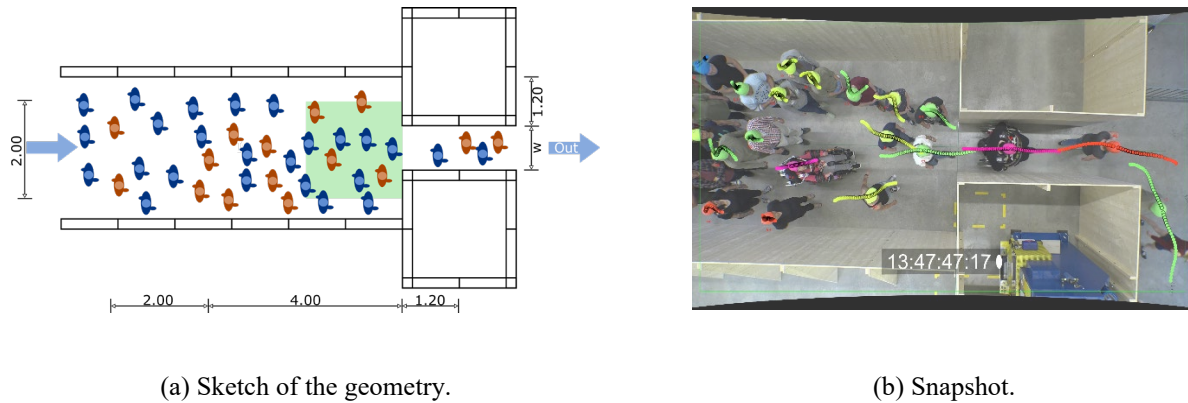 2.00
1.20
w
Out
2.00
4.00
1.20
13:47:47:17
(a) Sketch of the geometry.
(b) Snapshot.